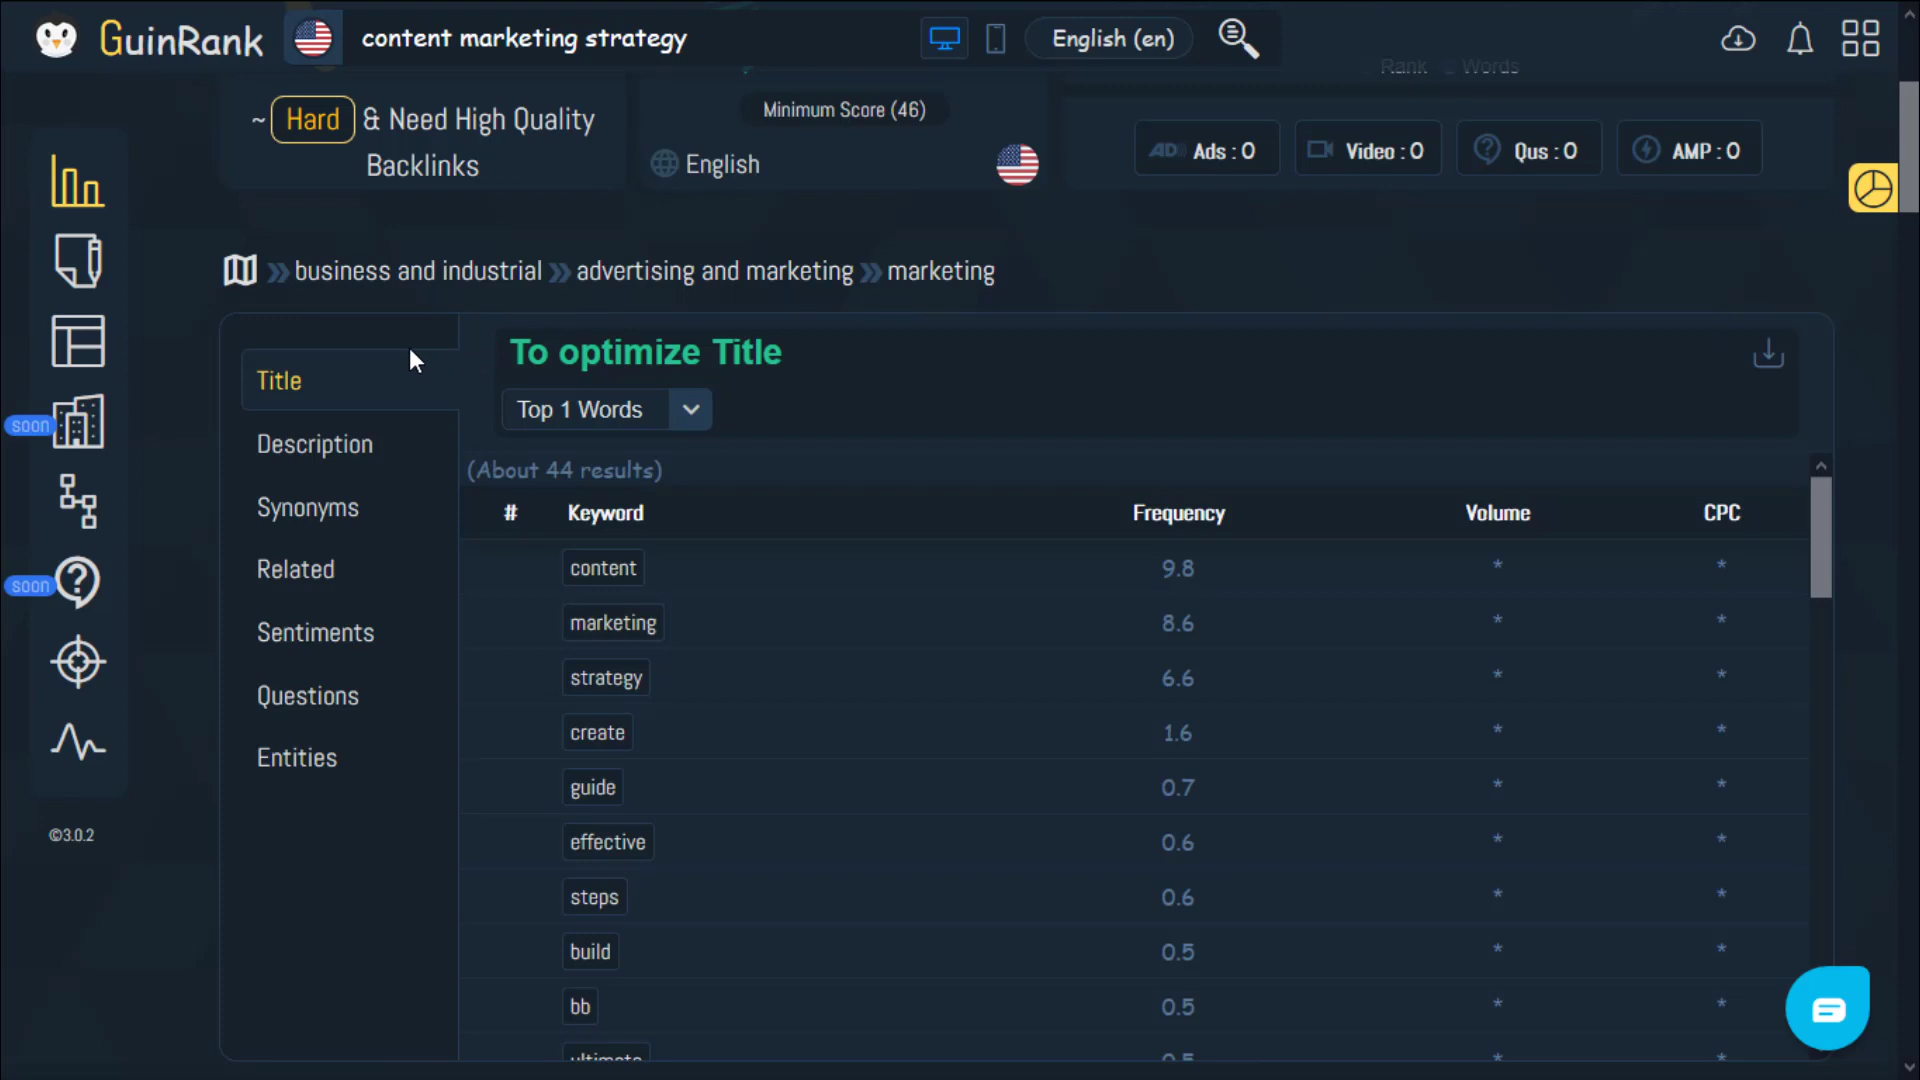 GuinRank
content marketing strategy
English (en)
Rank Words
~ Hard & Need High Quality
Backlinks
Minimum Score (46)
English
Ads : 0
Video : 0
Qus : 0
AMP : 0
business and industrial » advertising and marketing » marketing
Title
Description
Synonyms
Related
Sentiments
Questions
Entities
soon
soon
©3.0.2
To optimize Title
Top 1 Words
(About 44 results)
# Keyword Frequency Volume CPC
content 9.8 * *
marketing 8.6 * *
strategy 6.6 * *
create 1.6 * *
guide 0.7 * *
effective 0.6 * *
steps 0.6 * *
build 0.5 * *
bb 0.5 * *
ultimate 0.5 * *